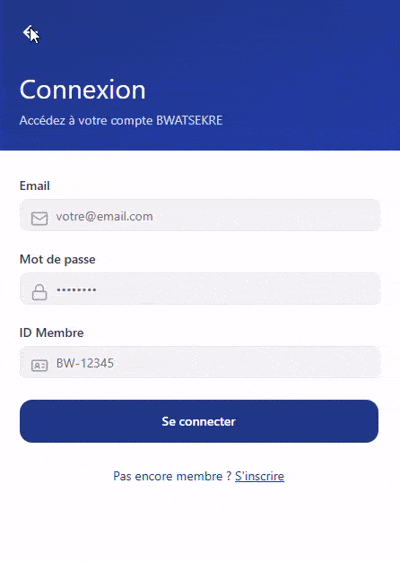 Connexion
Accédez à votre compte BWATSEKRE
Email
votre@email.com
Mot de passe
••••••••
ID Membre
BW-12345
Se connecter
Pas encore membre ? S'inscrire